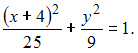 (x + 4)²/25 + y²/9 = 1.